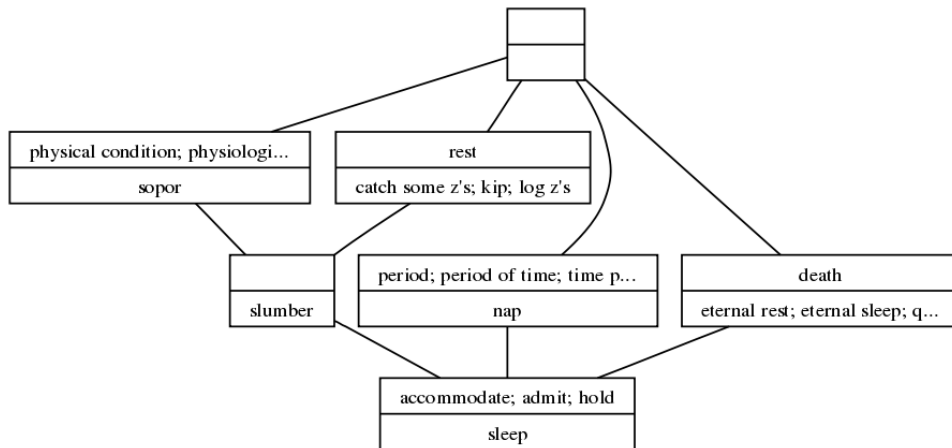 physical condition; physiologi...
sopor
rest
catch some z's; kip; log z's
slumber
period; period of time; time p...
nap
death
eternal rest; eternal sleep; q...
accommodate; admit; hold
sleep